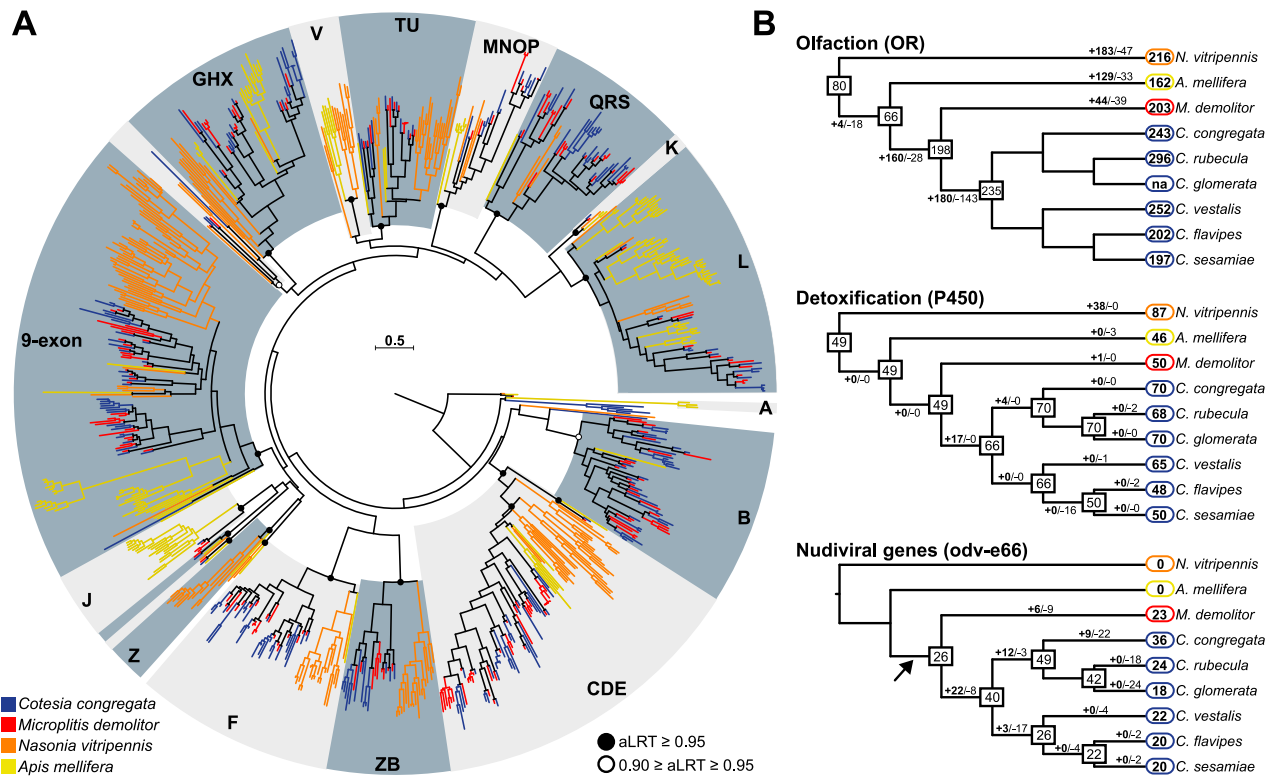 A
V
TU
MNOP
GHX
QRS
K
L
9-exon
0.5
A
B
J
Z
F
ZB
CDE
Cotesia congregata
Microplitis demolitor
Nasonia vitripennis
Apis mellifera
aLRT ≥ 0.95
0.90 ≥ aLRT ≥ 0.95
B
Olfaction (OR)
+183/-47 216 N. vitripennis
80
+129/-33 162 A. mellifera
+4/-18 66
+44/-39 203 M. demolitor
+160/-28 198
243 C. congregata
296 C. rubecula
+180/-143 235
na C. glomerata
252 C. vestalis
202 C. flavipes
197 C. sesamiae
Detoxification (P450)
+38/-0 87 N. vitripennis
49
+0/-3 46 A. mellifera
+0/-0 49
+1/-0 50 M. demolitor
49
+0/-0 70 C. congregata
+4/-0 70
+0/-2 68 C. rubecula
70
+17/-0 66
+0/-0 70 C. glomerata
+0/-1 65 C. vestalis
+0/-0 66
+0/-2 48 C. flavipes
+0/-16 50
+0/-0 50 C. sesamiae
Nudiviral genes (odv-e66)
0 N. vitripennis
0 A. mellifera
+6/-9 23 M. demolitor
26
+9/-22 36 C. congregata
+12/-3 49
+0/-18 24 C. rubecula
42
+22/-8 40
+0/-24 18 C. glomerata
+0/-4 22 C. vestalis
+3/-17 26
+0/-2 20 C. flavipes
+0/-4 22
+0/-2 20 C. sesamiae